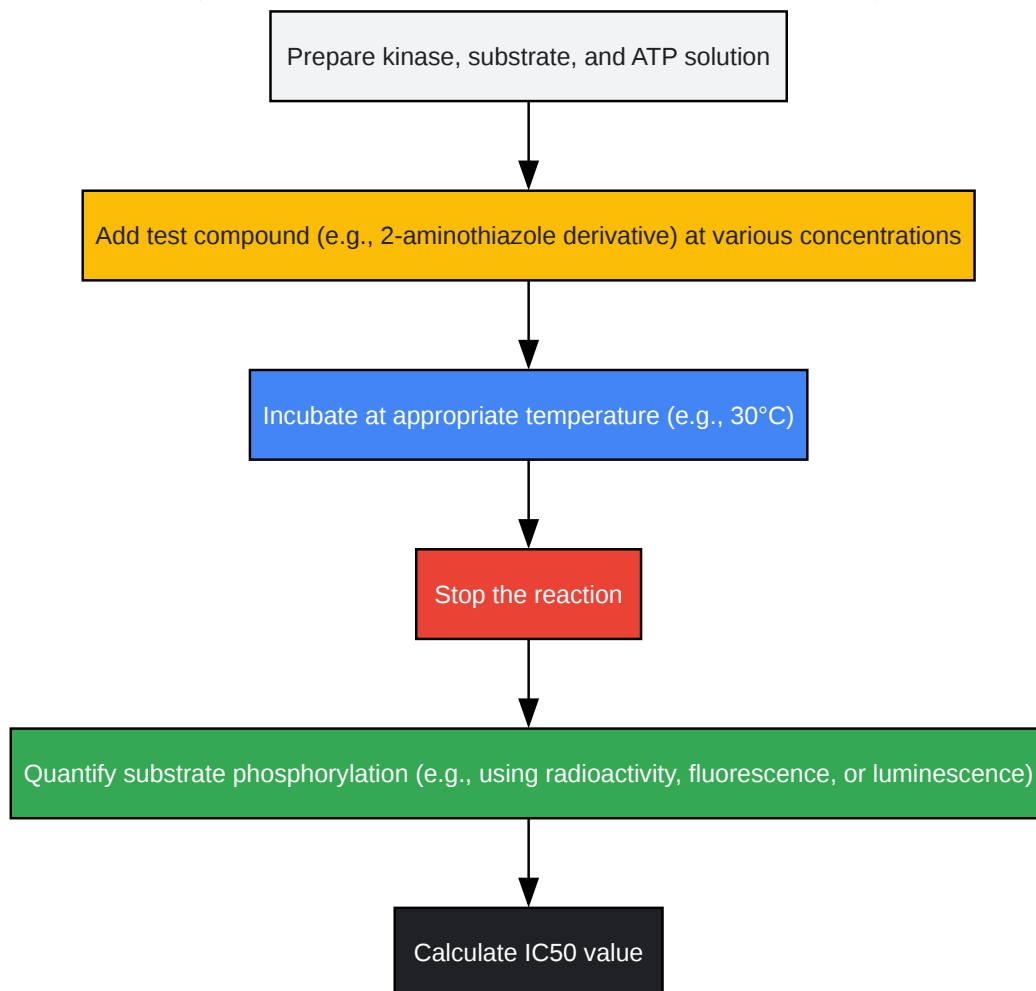 Prepare kinase, substrate, and ATP solution
Add test compound (e.g., 2-aminothiazole derivative) at various concentrations
Incubate at appropriate temperature (e.g., 30°C)
Stop the reaction
Quantify substrate phosphorylation (e.g., using radioactivity, fluorescence, or luminescence)
Calculate IC50 value